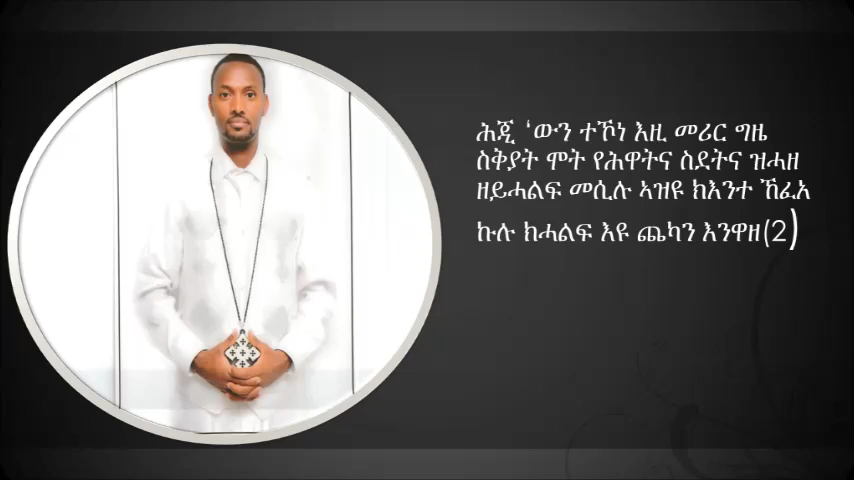 ሕጂ ‘ውን ተኾነ እዚ መሪር ግዜ
ስቅያት ሞት የሕዋትና ስደትና ዝሓዘ
ዘይሓልፍ መሲሉ ኣዝዩ ክእንተ ኸፈአ
ኩሉ ክሓልፍ እዩ ጨካን እንዋዘ(2)